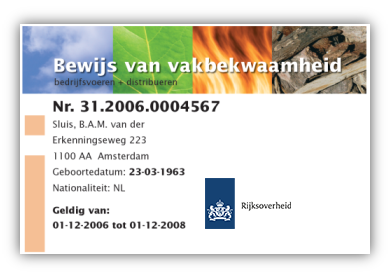 Bewijs van vakbekwaamheid
bedrijfsvoeren + distribueren
Nr. 31.2006.0004567
Sluis, B.A.M. van der
Erkenningseweg 223
1100 AA  Amsterdam
Geboortedatum: 23-03-1963
Nationaliteit: NL
Geldig van:
01-12-2006 tot 01-12-2008
Rijksoverheid